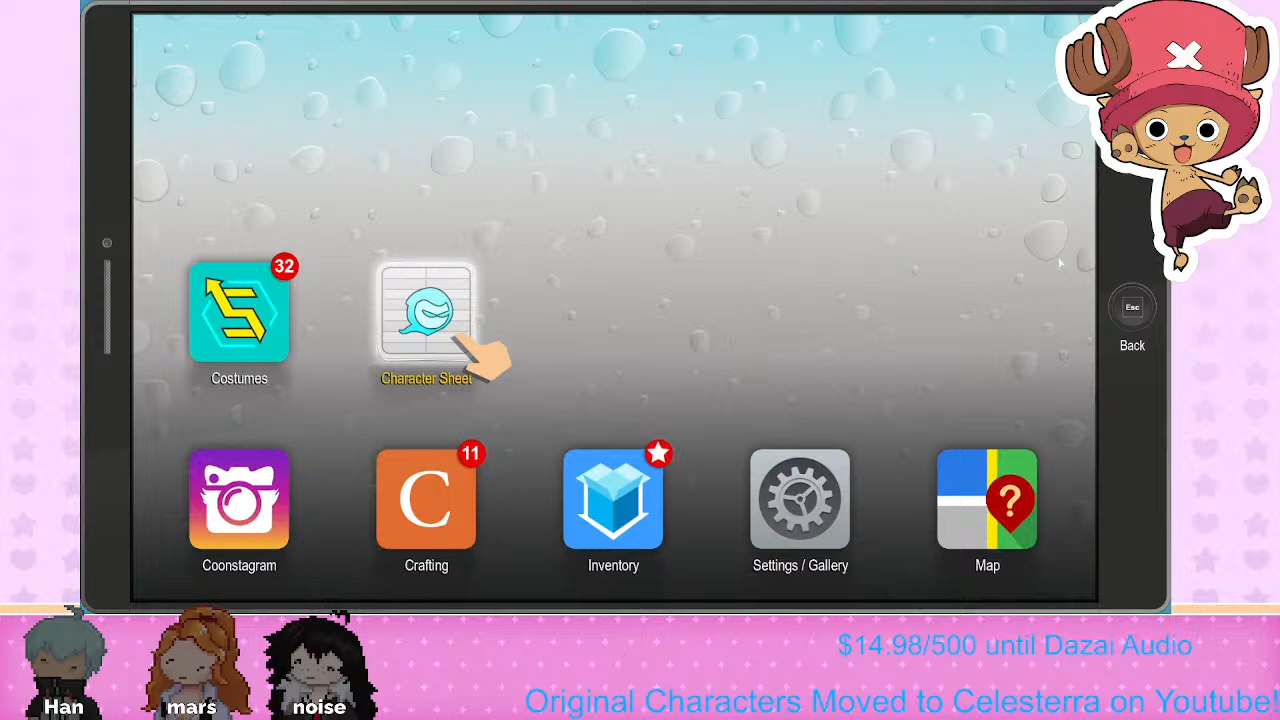 32
Costumes
Character Sheet
Esc
Back
11
C
?
Coonstagram
Crafting
Inventory
Settings / Gallery
Map
$14.98/500 until Dazai Audio
Original Characters Moved to Celesterra on Youtube!
Han
mars
noise